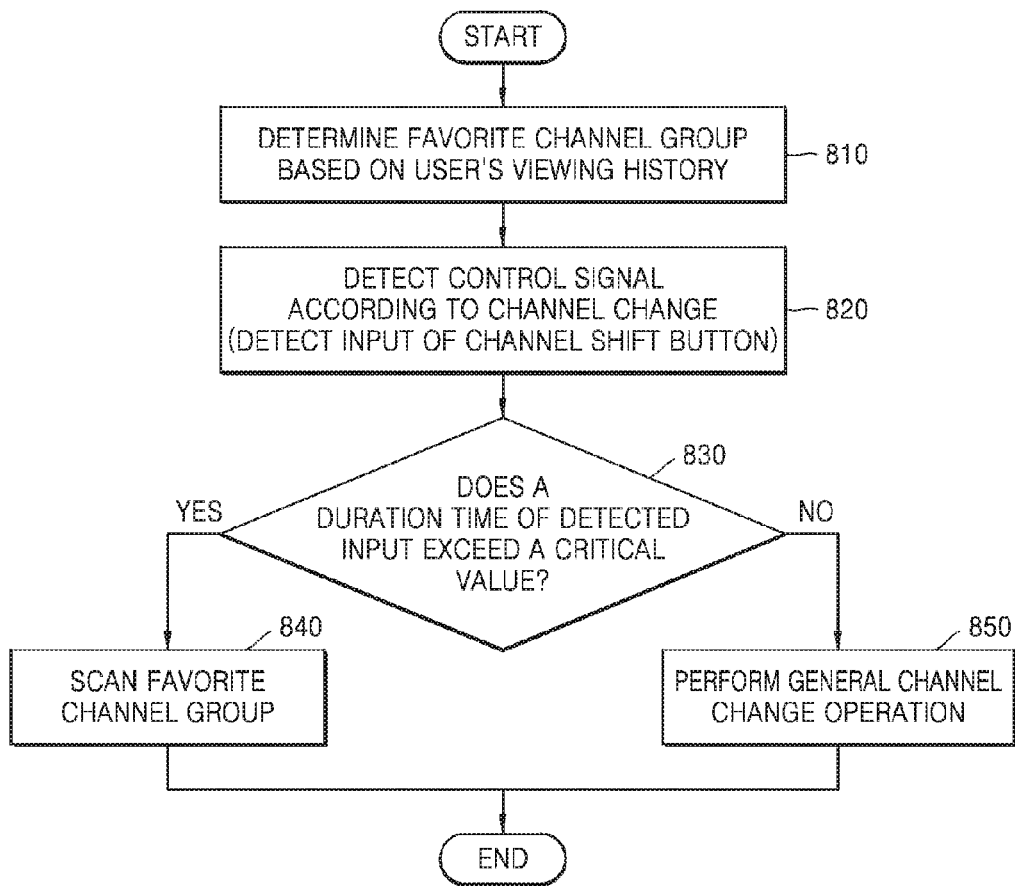 START
DETERMINE FAVORITE CHANNEL GROUP
BASED ON USER'S VIEWING HISTORY
810
DETECT CONTROL SIGNAL
ACCORDING TO CHANNEL CHANGE
(DETECT INPUT OF CHANNEL SHIFT BUTTON)
820
830
DOES A
DURATION TIME OF DETECTED
INPUT EXCEED A CRITICAL
VALUE?
YES
NO
840
SCAN FAVORITE
CHANNEL GROUP
850
PERFORM GENERAL CHANNEL
CHANGE OPERATION
END